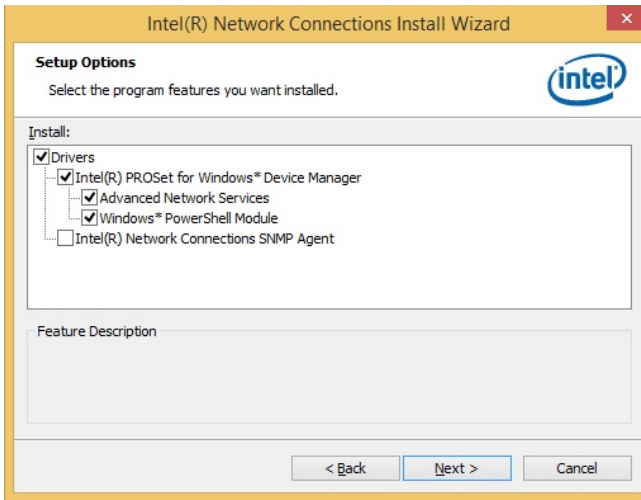 Intel(R) Network Connections Install Wizard
x
Setup Options
Select the program features you want installed.
intel
Install:
Drivers
Intel(R) PROSet for Windows* Device Manager
Advanced Network Services
Windows* PowerShell Module
Intel(R) Network Connections SNMP Agent
Feature Description
< Back
Next >
Cancel